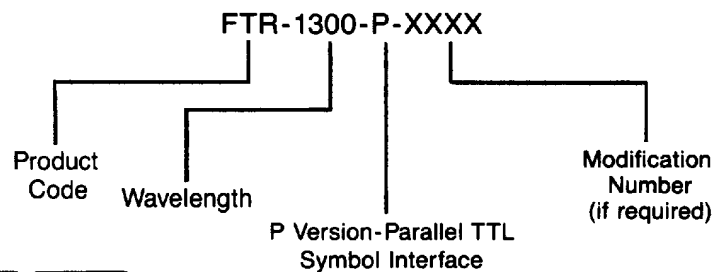 FTR-1300-P-XXXX
Product
Code
Wavelength
P Version-Parallel TTL
Symbol Interface
Modification
Number
(if required)